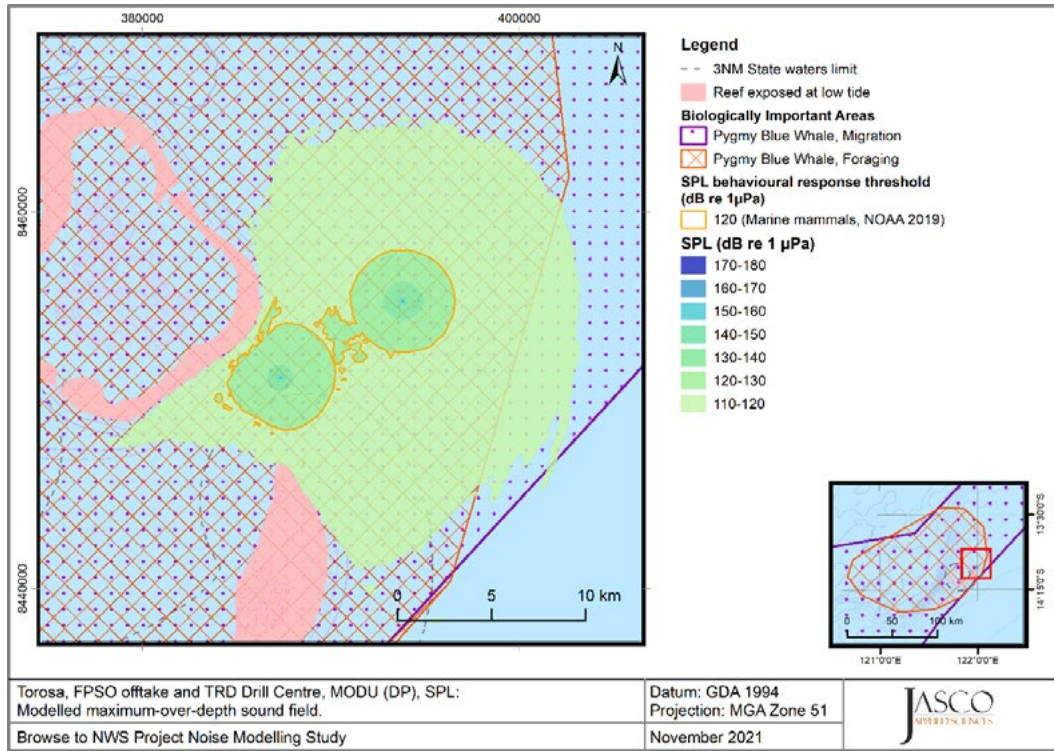 380000
400000
8460000
8440000
N
0 5 10 km
Legend
3NM State waters limit
Reef exposed at low tide
Biologically Important Areas
Pygmy Blue Whale, Migration
Pygmy Blue Whale, Foraging
SPL behavioural response threshold
(dB re 1µPa)
120 (Marine mammals, NOAA 2019)
SPL (dB re 1 µPa)
170-180
160-170
150-160
140-150
130-140
120-130
110-120
13°30'0"S
14°15'0"S
0 50 100 km
121°0'0"E 122°0'0"E
Torosa, FPSO offtake and TRD Drill Centre, MODU (DP), SPL:
Modelled maximum-over-depth sound field.
Browse to NWS Project Noise Modelling Study
Datum: GDA 1994
Projection: MGA Zone 51
November 2021
JASCO
APPLIED SCIENCES